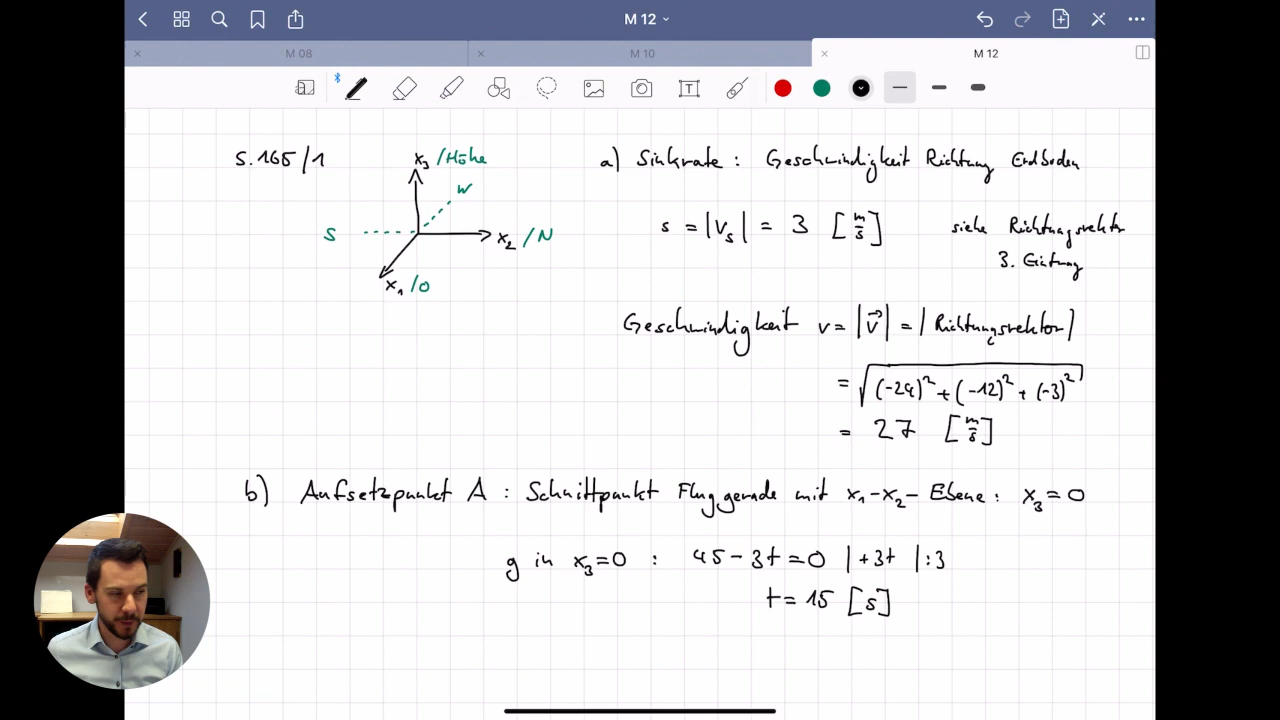 M 12
M 08
M 10
M 12
S. 165/1
x₃ /Höhe
W
S
x₂ /N
x₁ /O
a) Sinkrate : Geschwindigkeit Richtung Erdboden
s = |v_s| = 3 [m/s]
siehe Richtungsvektor
3. Eintrag
Geschwindigkeit v = |v⃗| = |Richtungsvektor|
= √((-24)² + (-12)² + (-3)²)
= 27 [m/s]
b) Aufsetzpunkt A : Schnittpunkt Fluggerade mit x₁-x₂- Ebene : x₃ = 0
g in x₃=0 : 45 - 3t = 0 | +3t | :3
t = 15 [s]